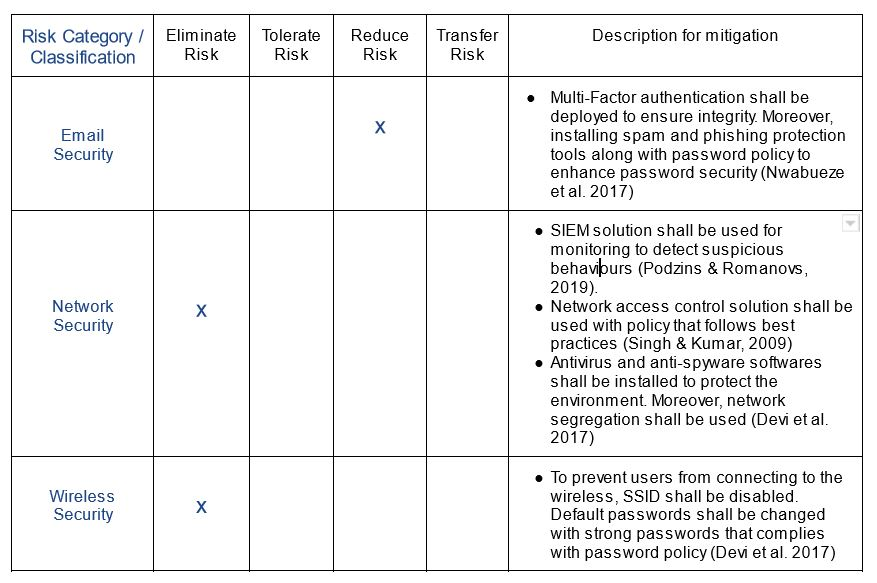 Risk Category / Eliminate Tolerate Reduce Transfer Description for mitigation
Classification Risk Risk Risk Risk
Email
Security
X
● Multi-Factor authentication shall be
deployed to ensure integrity. Moreover,
installing spam and phishing protection
tools along with password policy to
enhance password security (Nwabueze
et al. 2017)
Network
Security
X
● SIEM solution shall be used for
monitoring to detect suspicious
behaviours (Podzins & Romanovs,
2019).
● Network access control solution shall be
used with policy that follows best
practices (Singh & Kumar, 2009)
● Antivirus and anti-spyware softwares
shall be installed to protect the
environment. Moreover, network
segregation shall be used (Devi et al.
2017)
Wireless
Security
X
● To prevent users from connecting to the
wireless, SSID shall be disabled.
Default passwords shall be changed
with strong passwords that complies
with password policy (Devi et al. 2017)